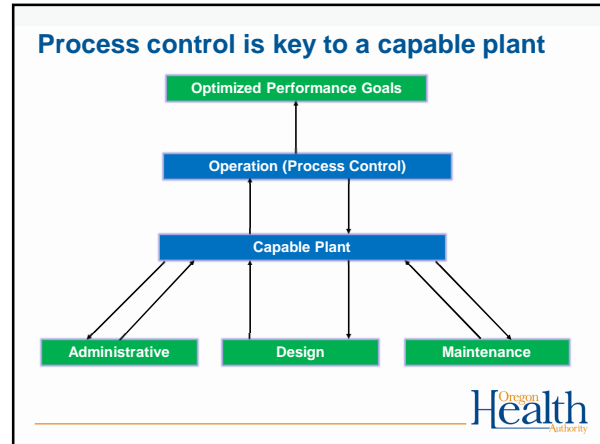 Process control is key to a capable plant
Optimized Performance Goals
Operation (Process Control)
Capable Plant
Administrative
Design
Maintenance
Oregon
Health
Authority